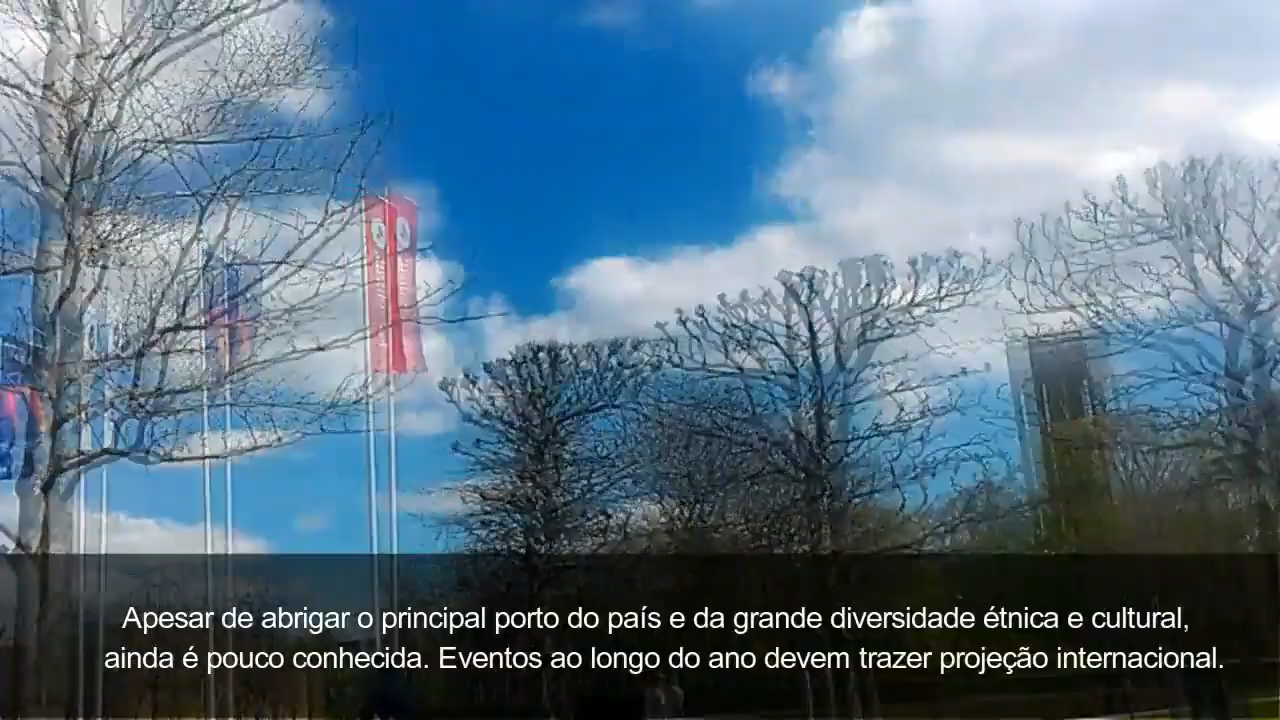 Apesar de abrigar o principal porto do país e da grande diversidade étnica e cultural,
ainda é pouco conhecida. Eventos ao longo do ano devem trazer projeção internacional.